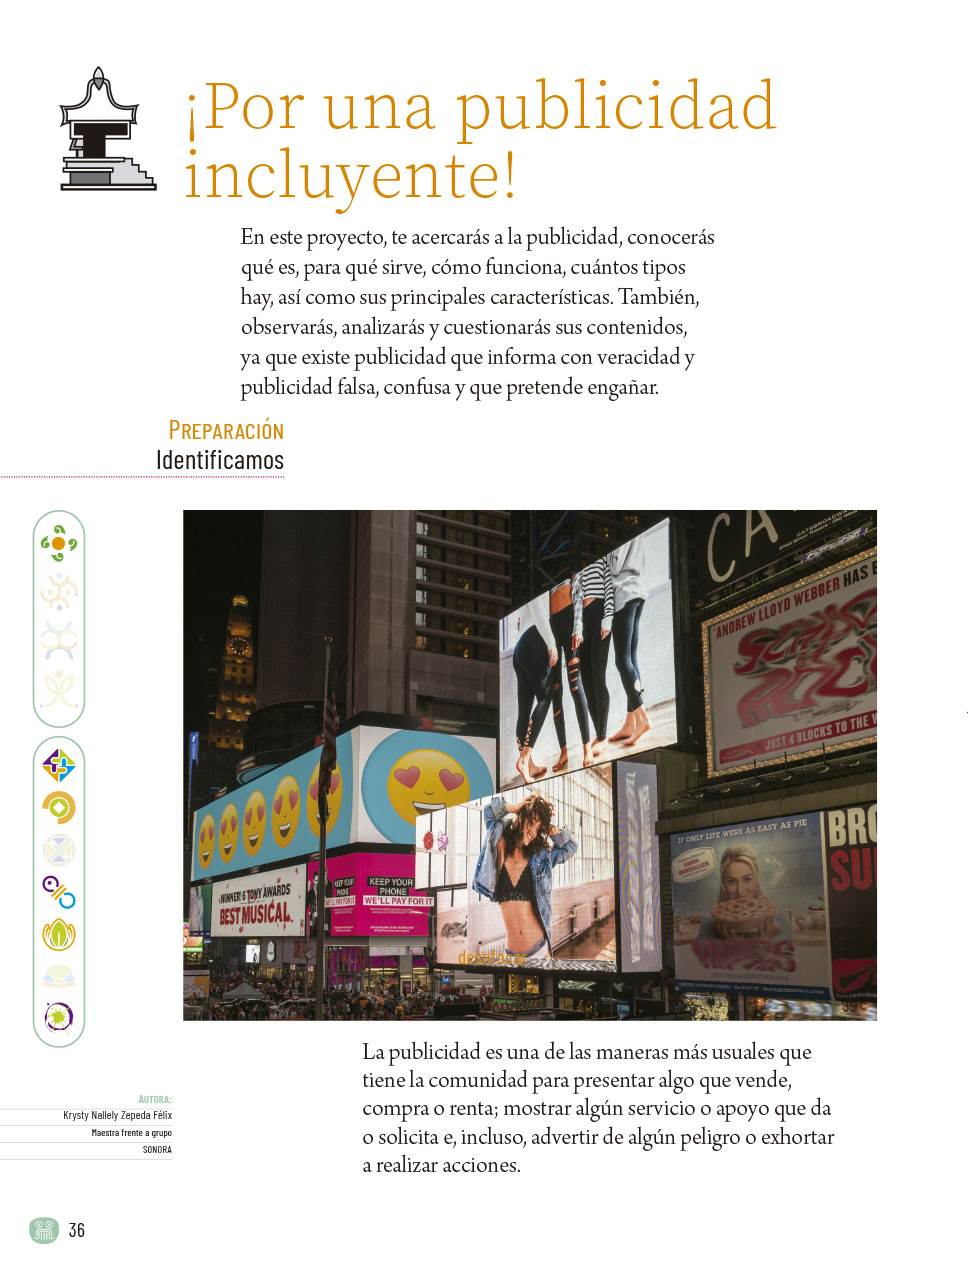 ¡Por una publicidad
incluyente!
En este proyecto, te acercarás a la publicidad, conocerás
qué es, para qué sirve, cómo funciona, cuántos tipos
hay, así como sus principales características. También,
observarás, analizarás y cuestionarás sus contenidos,
ya que existe publicidad que informa con veracidad y
publicidad falsa, confusa y que pretende engañar.
PREPARACIÓN
Identificamos
CA
ANDREW LLOYD WEBBER HAS
JUST 4 BLOCKS TO THE
IF ONLY LIFE WERE AS EASY AS PIE
BRO
SU
WINNER! 6 TONY AWARDS
BEST MUSICAL.
KEEP YOUR
PHONE
WE'LL PAY FOR IT
KEEP YOUR
PHONE
WE'LL PAY FOR IT
desnfocar
La publicidad es una de las maneras más usuales que
tiene la comunidad para presentar algo que vende,
compra o renta; mostrar algún servicio o apoyo que da
o solicita e, incluso, advertir de algún peligro o exhortar
a realizar acciones.
AUTORA:
Krysty Nallely Zepeda Félix
Maestra frente a grupo
SONORA
36